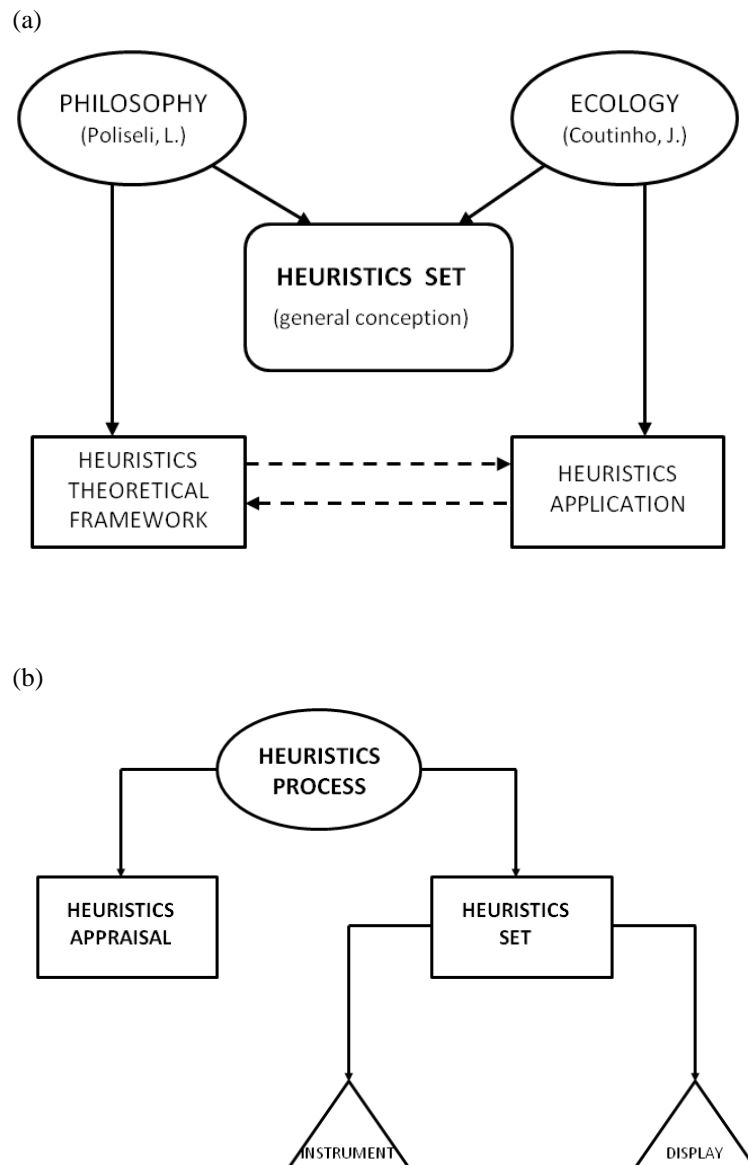 (a)
PHILOSOPHY
(Poliseli, L.)
ECOLOGY
(Coutinho, J.)
HEURISTICS SET
(general conception)
HEURISTICS
THEORETICAL
FRAMEWORK
HEURISTICS
APPLICATION
(b)
HEURISTICS
PROCESS
HEURISTICS
APPRAISAL
HEURISTICS
SET
INSTRUMENT
DISPLAY